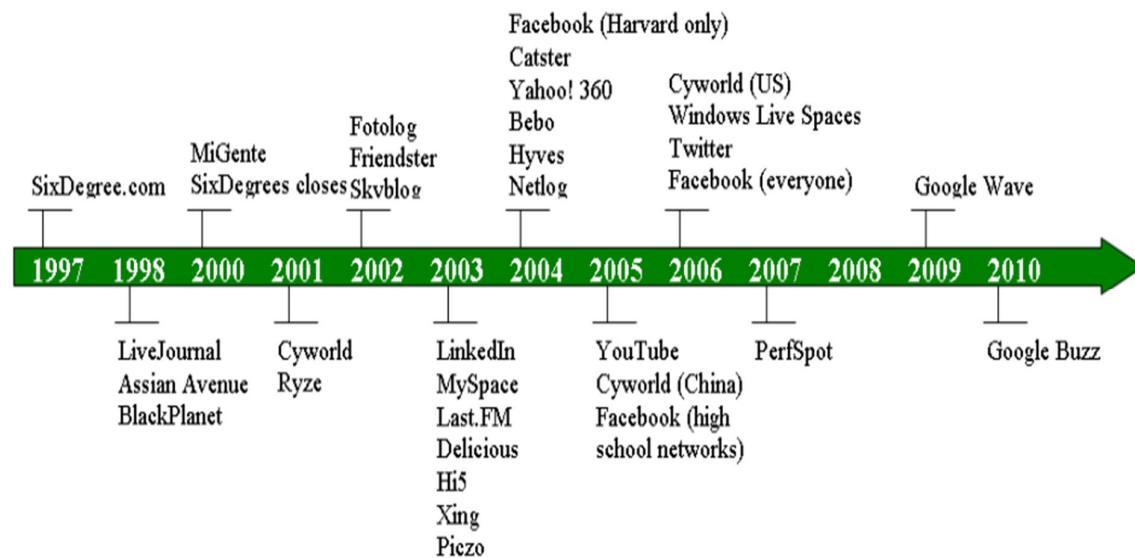 Facebook (Harvard only)
Catster
Yahoo! 360
Bebo
Hyves
Netlog
Cyworld (US)
Windows Live Spaces
Twitter
Facebook (everyone)
Fotolog
Friendster
Skyblog
MiGente
SixDegrees closes
SixDegree.com
Google Wave
1997 1998 2000 2001 2002 2003 2004 2005 2006 2007 2008 2009 2010
LiveJournal
Assian Avenue
BlackPlanet
Cyworld
Ryze
LinkedIn
MySpace
Last.FM
Delicious
Hi5
Xing
Piczo
YouTube
Cyworld (China)
Facebook (high
school networks)
PerfSpot
Google Buzz